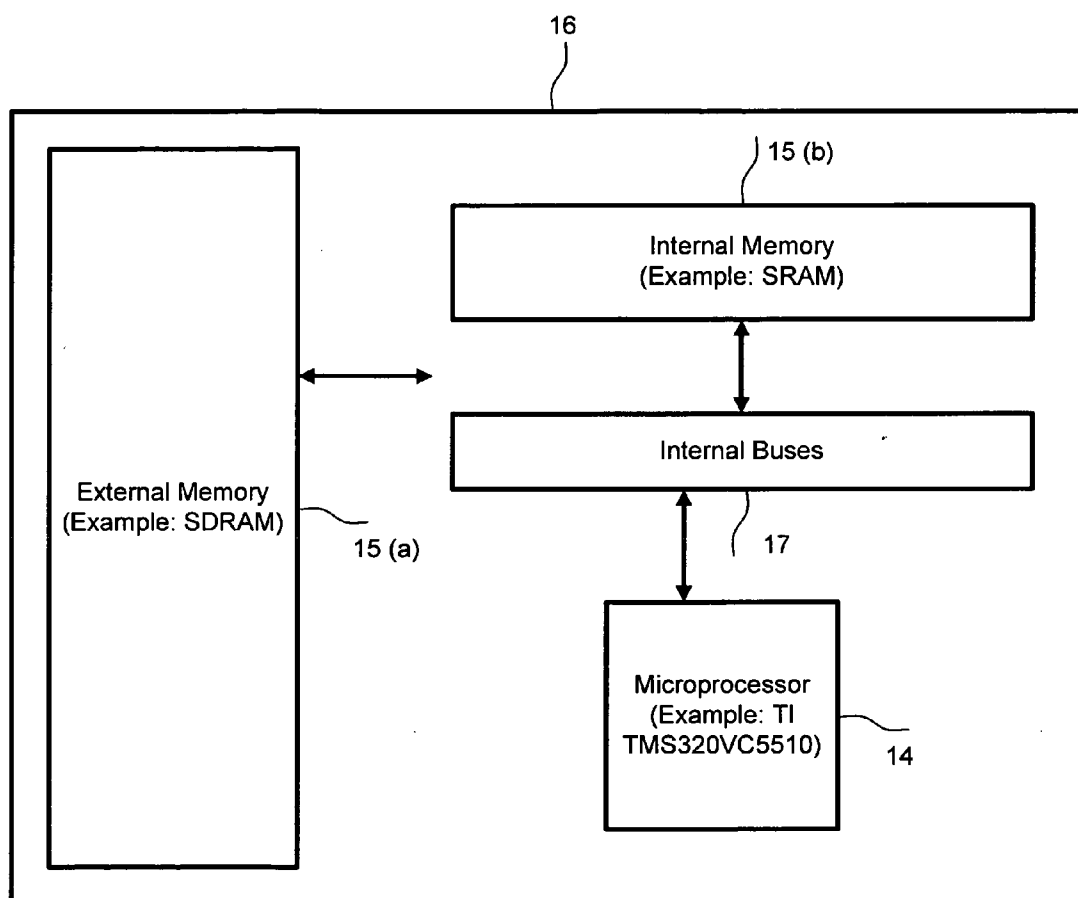 16
15 (b)
Internal Memory
(Example: SRAM)
Internal Buses
External Memory
(Example: SDRAM)
15 (a)
17
Microprocessor
(Example: TI
TMS320VC5510)
14